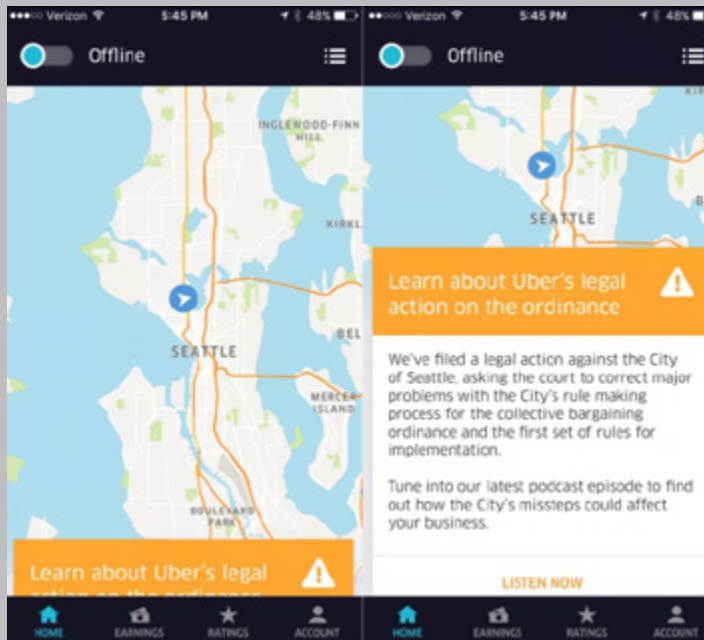 Verizon 5:45 PM 48%
Offline
INGLEWOOD-FINN
HILL
KIRKL
SEATTLE
BEL
MERCER
ISLAND
BOULEVARD
PARK
Learn about Uber's legal
action on the ordinance
HOME EARNINGS RATINGS ACCOUNT
Verizon 5:45 PM 48%
Offline
KIR
B
SEATTLE
Learn about Uber's legal
action on the ordinance
We've filed a legal action against the City
of Seattle, asking the court to correct major
problems with the City's rule making
process for the collective bargaining
ordinance and the first set of rules for
implementation.
Tune into our latest podcast episode to find
out how the City's missteps could affect
your business.
LISTEN NOW
HOME EARNINGS RATINGS ACCOUNT